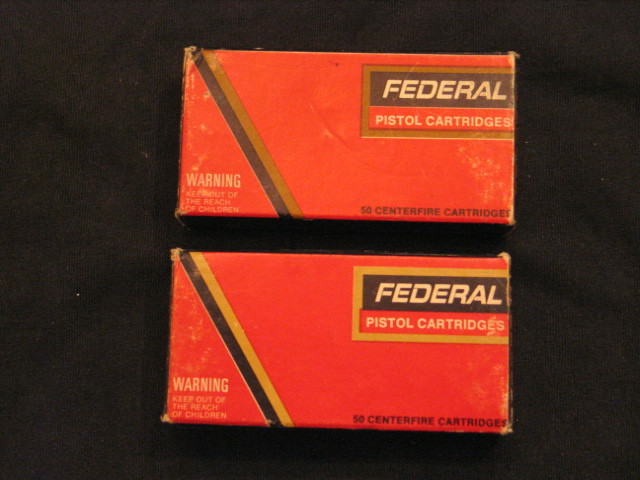 FEDERAL
PISTOL CARTRIDGES
WARNING
KEEP OUT OF
THE REACH
OF CHILDREN
50 CENTERFIRE CARTRIDGES
FEDERAL
PISTOL CARTRIDGES
WARNING
KEEP OUT OF
THE REACH
OF CHILDREN
50 CENTERFIRE CARTRIDGES